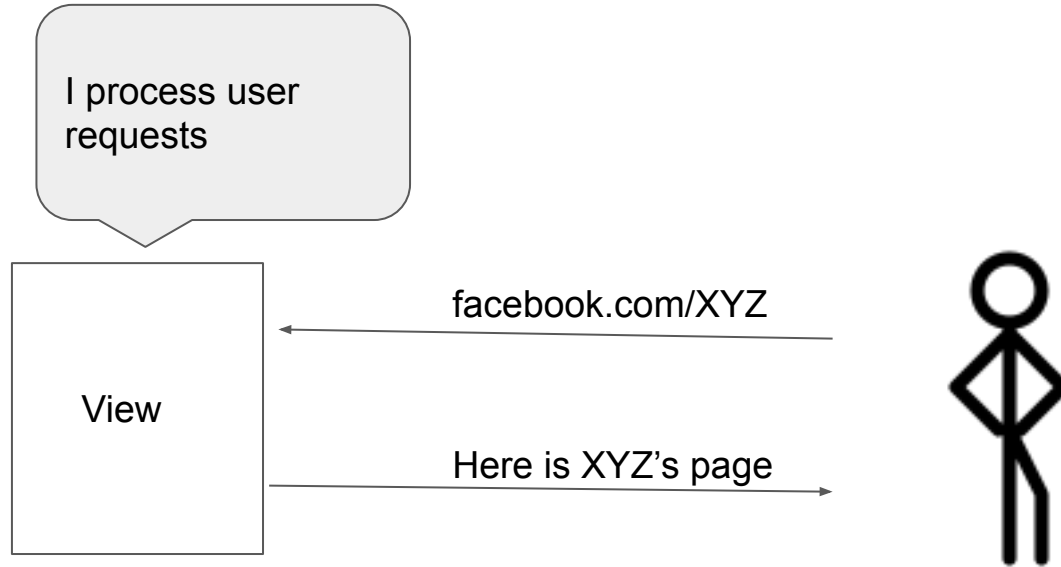 I process user
requests
facebook.com/XYZ
View
Here is XYZ’s page